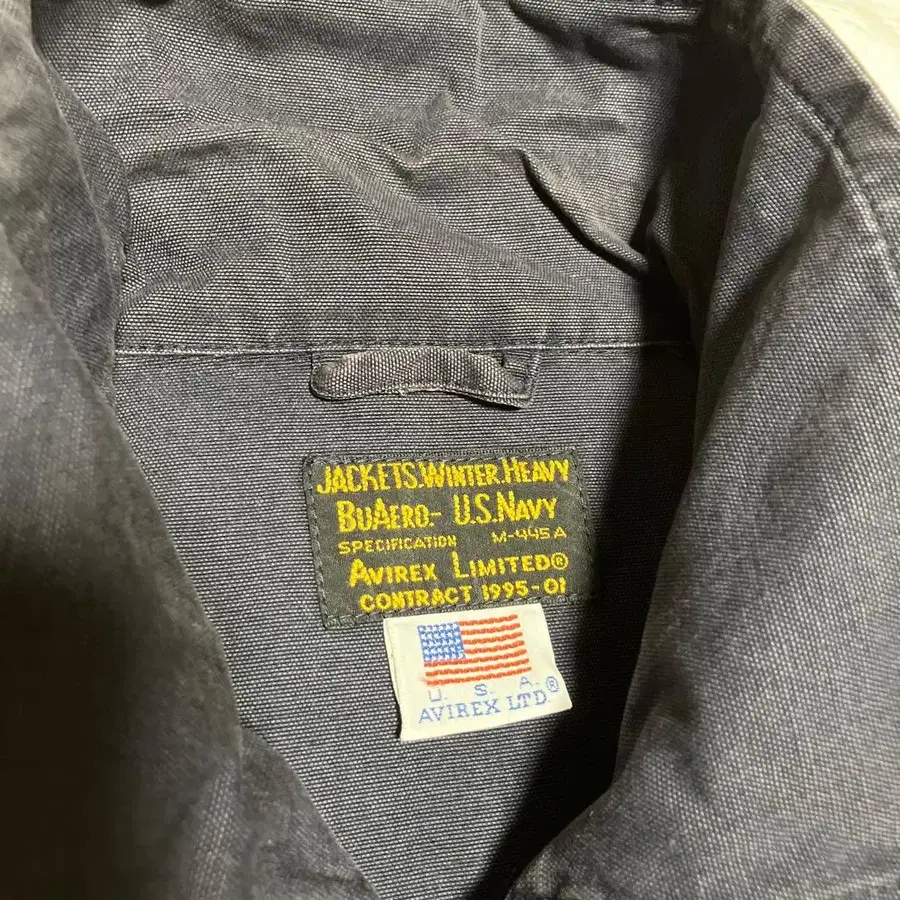 JACKETS.WINTER.HEAVY
BUAERO.- U.S.NAVY
SPECIFICATION M-445A
AVIREX LIMITED®
CONTRACT 1995-01
U. S. A.
AVIREX LTD.®